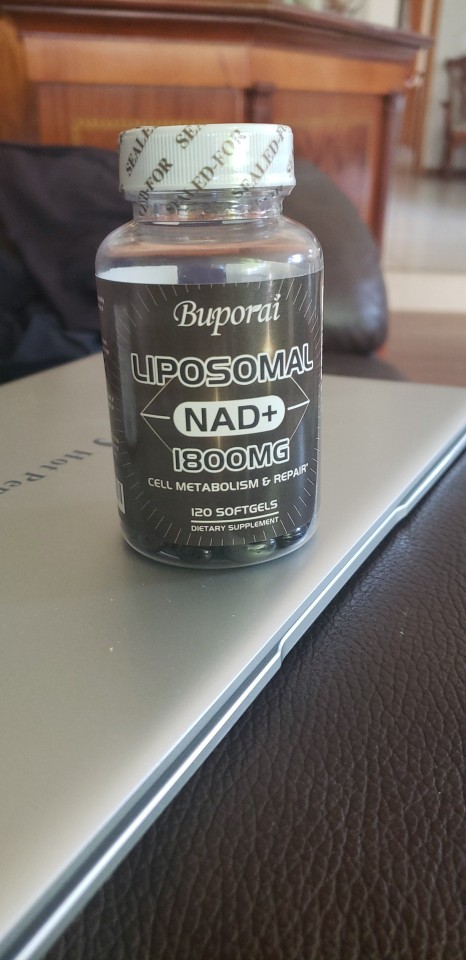 SEALED-FOR
Buporai
LIPOSOMAL
NAD+
1800MG
CELL METABOLISM & REPAIR*
120 SOFTGELS
DIETARY SUPPLEMENT